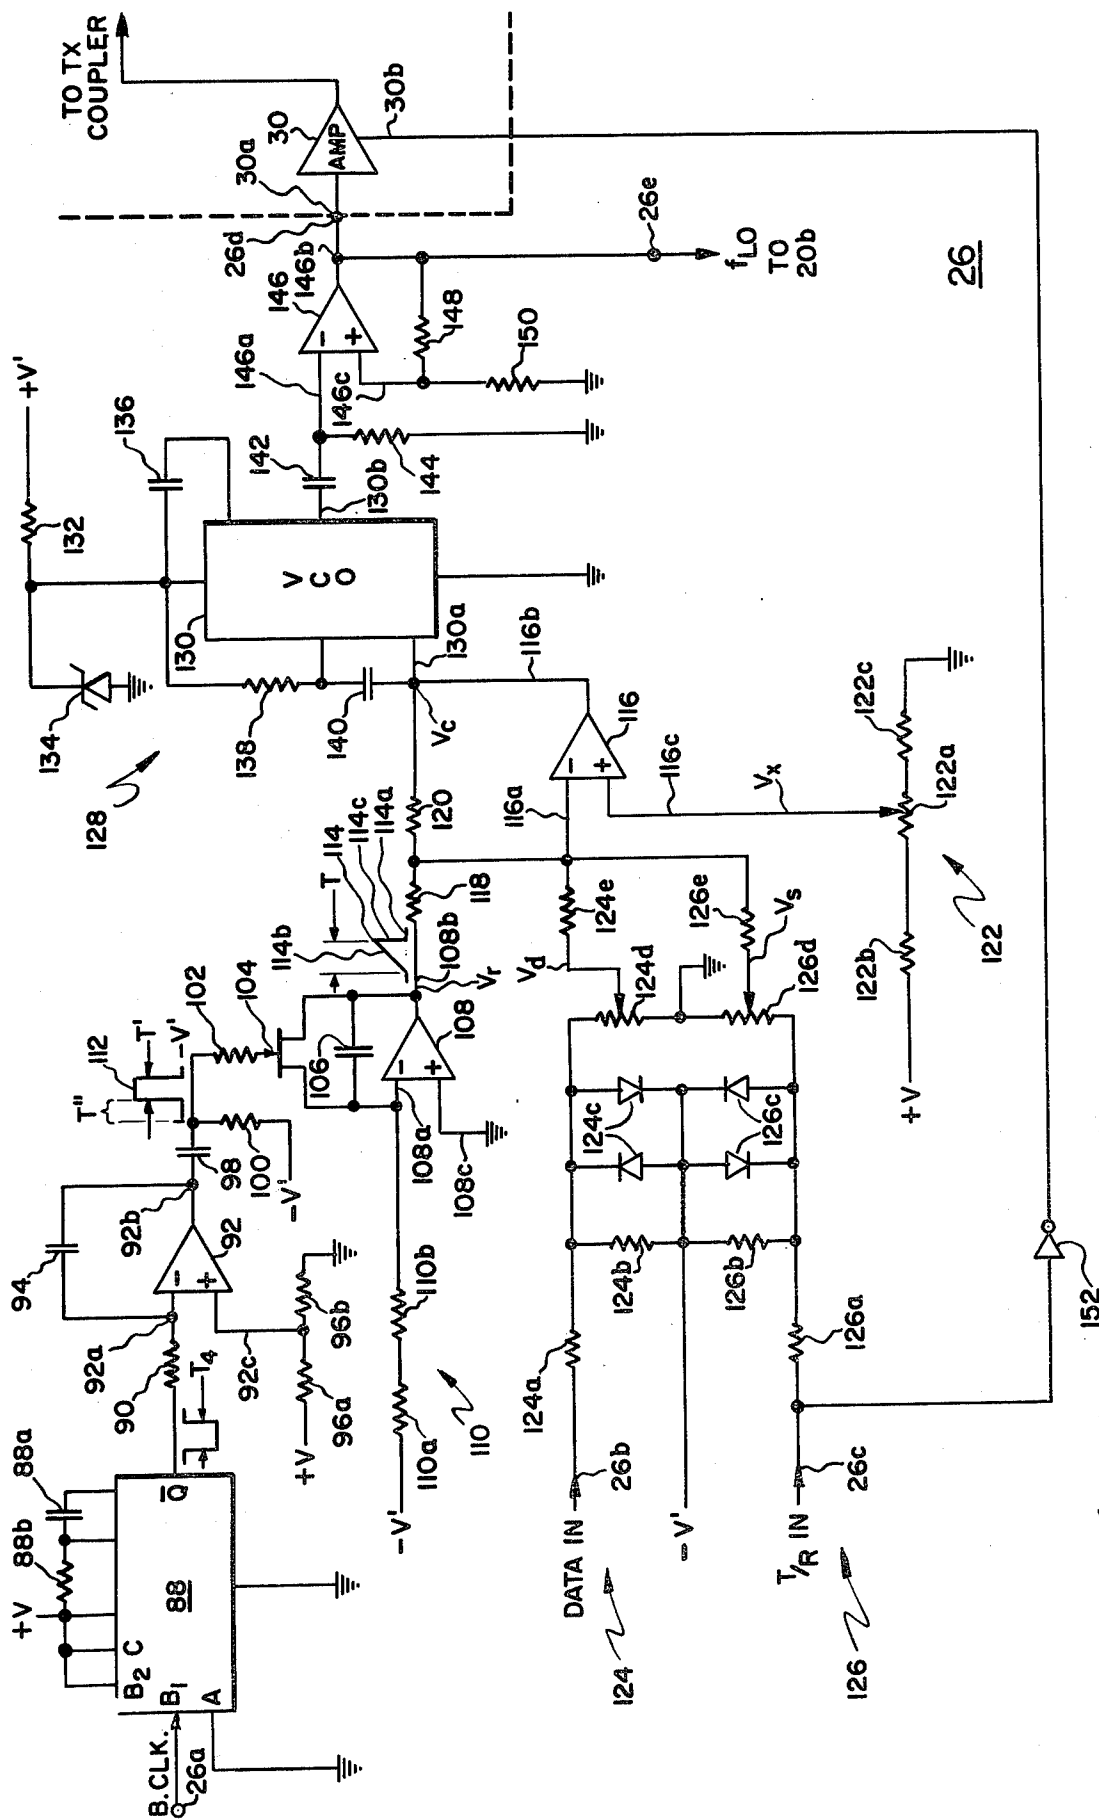 B. CLK.
26a
+V
88b
88a
B2 C
B1
A
88
Q̅
T4
90
92a
94
92
92b
92c
96a
96b
+V
98
100
-V'
T"
T'
112
-V'
102
104
106
108
108a
108b
108c
Vr
110
110a
110b
-V'
114
114a
114b
114c
T
118
120
Vc
116
116a
116b
116c
Vx
122
122a
122b
122c
+V
DATA IN
26b
124
124a
124b
124c
124d
124e
Vd
-V'
T/R IN
26c
126
126a
126b
126c
126d
126e
Vs
128
130
VCO
130a
130b
132
+V'
134
136
138
140
142
144
146
146a
146b
146c
148
150
26d
30a
30
AMP
30b
TO TX
COUPLER
26e
fLO
TO
20b
152
26